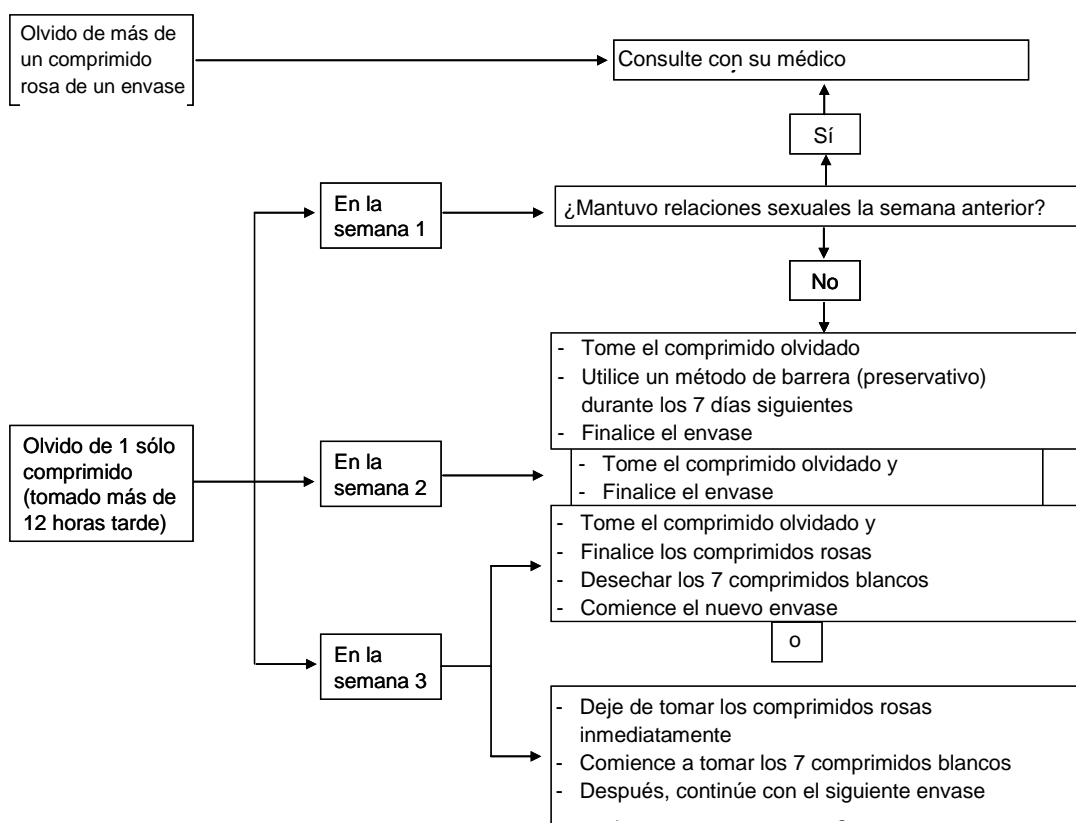 Olvido de más de
un comprimido
rosa de un envase
Consulte con su médico
Sí
En la
semana 1
¿Mantuvo relaciones sexuales la semana anterior?
No
- Tome el comprimido olvidado
- Utilice un método de barrera (preservativo)
durante los 7 días siguientes
- Finalice el envase
Olvido de 1 sólo
comprimido
(tomado más de
12 horas tarde)
En la
semana 2
- Tome el comprimido olvidado y
- Finalice el envase
- Tome el comprimido olvidado y
- Finalice los comprimidos rosas
- Desechar los 7 comprimidos blancos
- Comience el nuevo envase
o
En la
semana 3
- Deje de tomar los comprimidos rosas
inmediatamente
- Comience a tomar los 7 comprimidos blancos
- Después, continúe con el siguiente envase